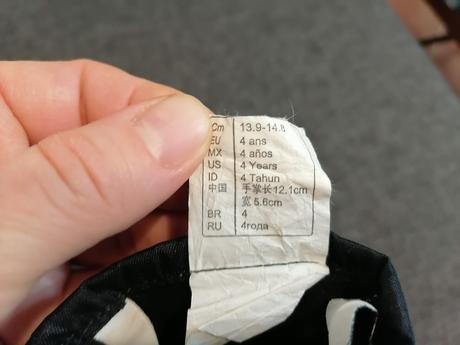 Cm 13.9-14.8
EU 4 ans
MX 4 años
US 4 Years
ID 4 Tahun
中国 手掌长12.1cm
宽 5.6cm
BR 4
RU 4года